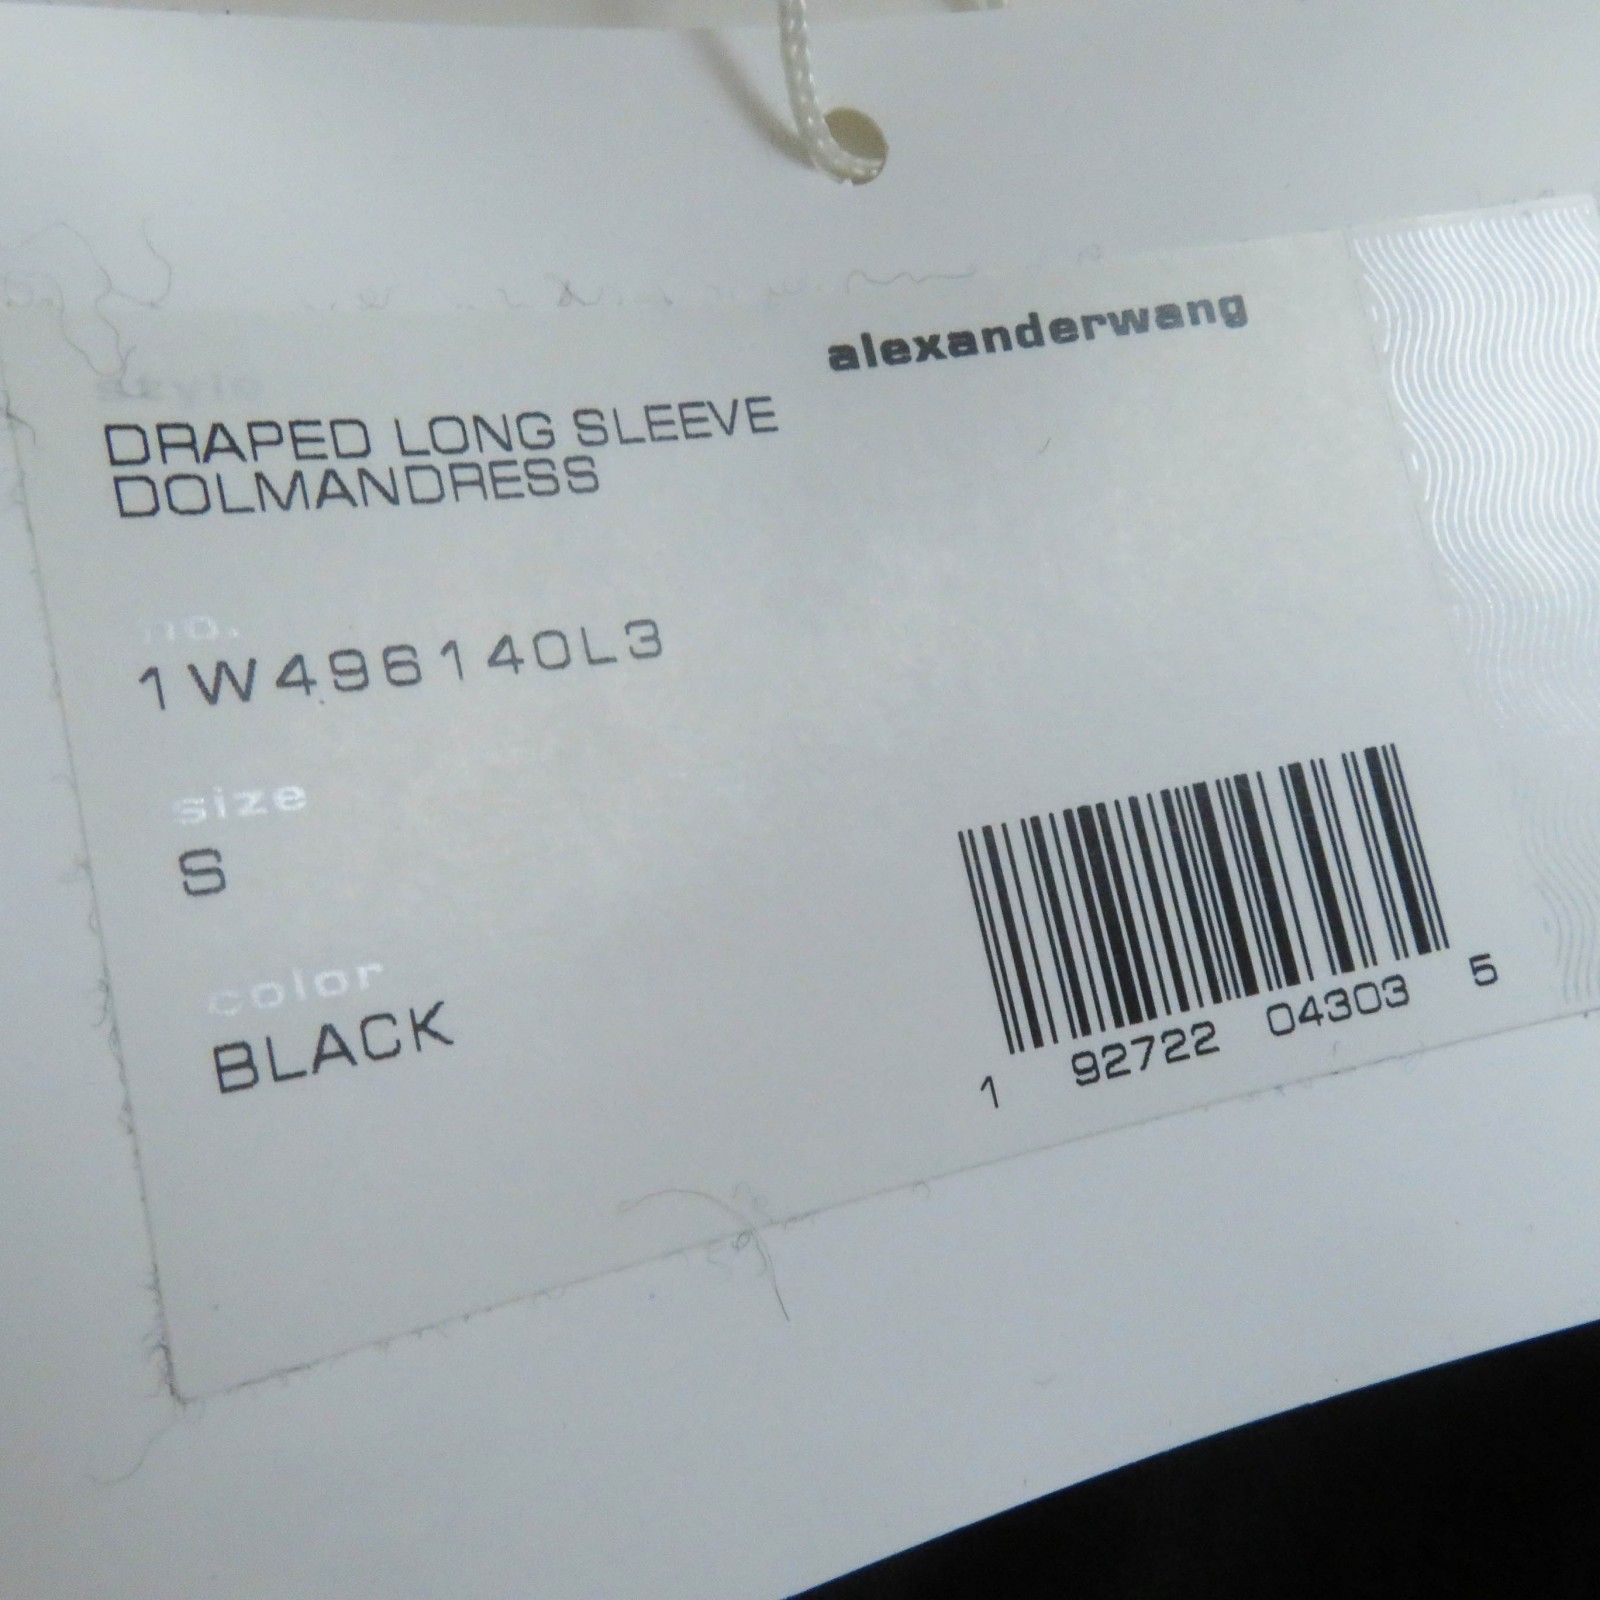 alexanderwang
style
DRAPED LONG SLEEVE
DOLMANDRESS
no.
1W496140L3
size
S
color
BLACK
1 92722 04303 5